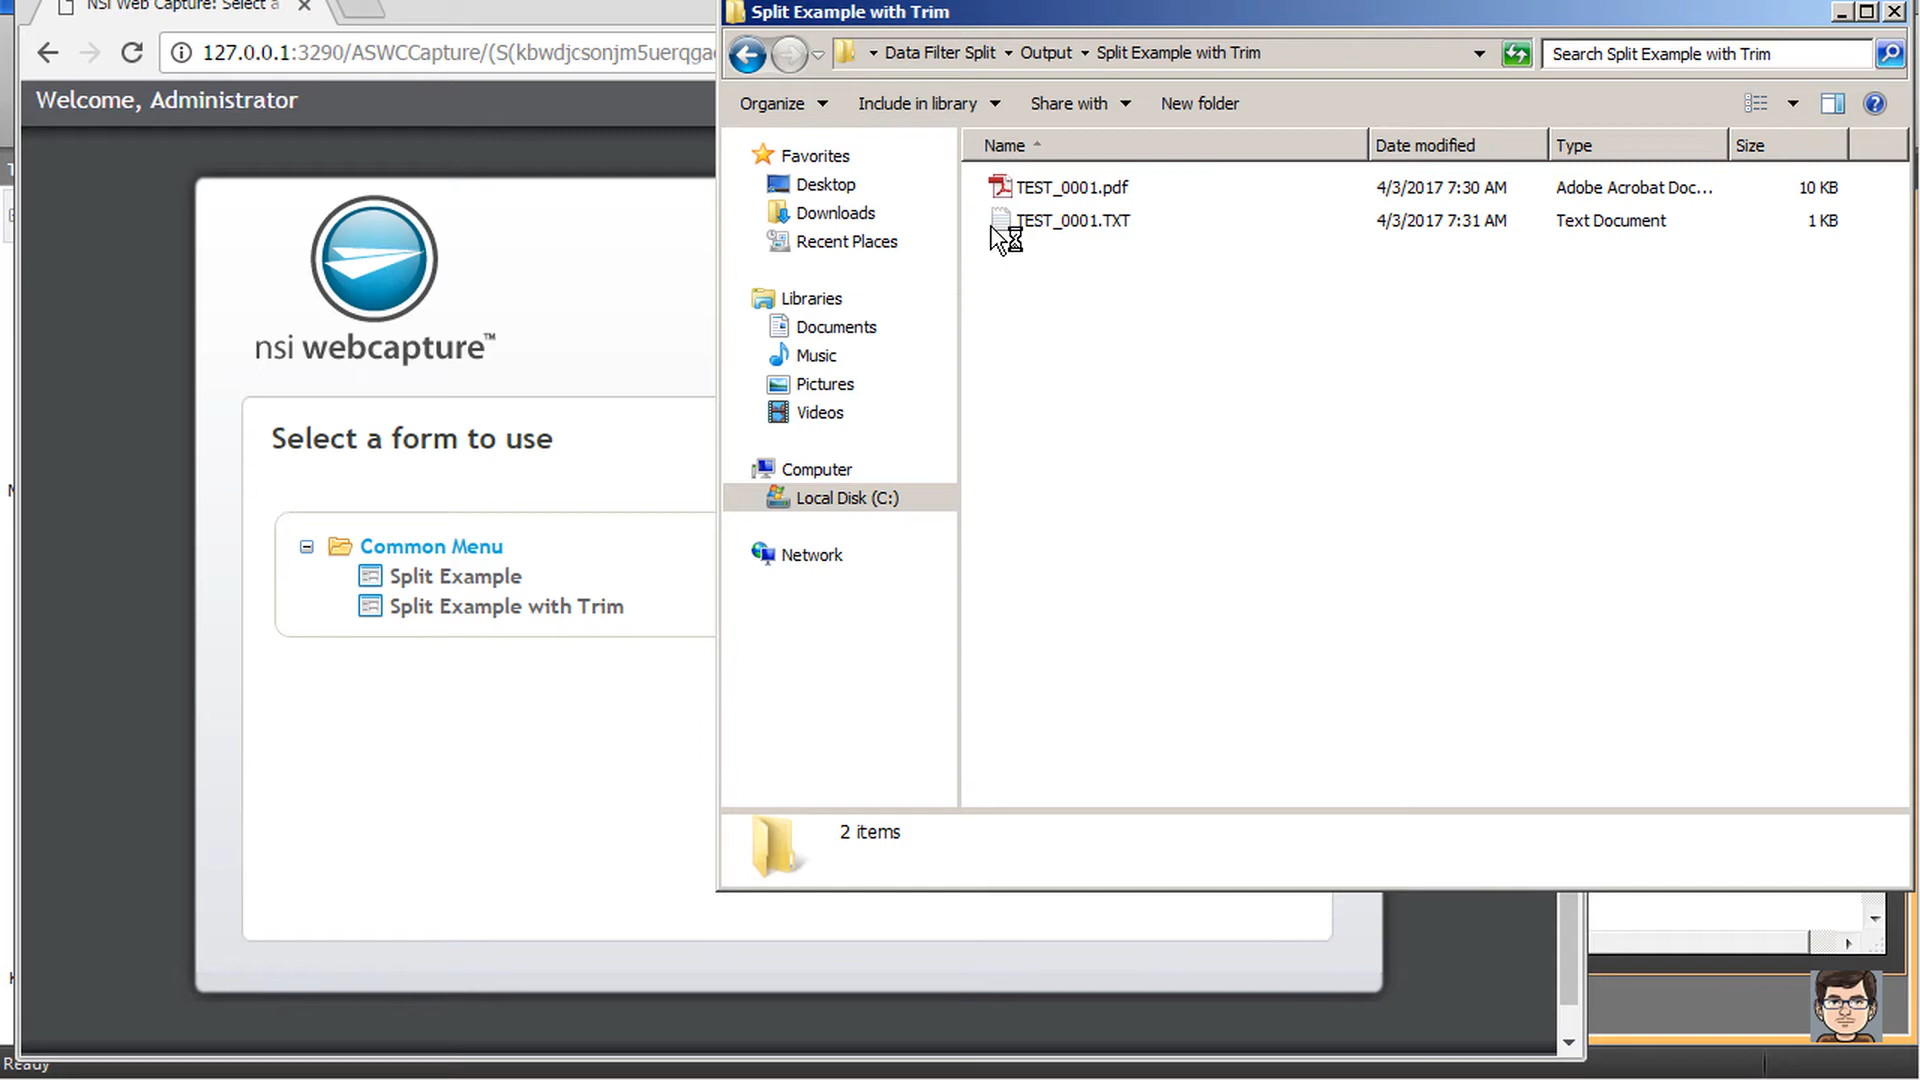 NSI Web Capture: Select a
127.0.0.1:3290/ASWCCapture/(S(kbwdjcsonjm5uerqga
Welcome, Administrator
nsi webcapture™
Select a form to use
Common Menu
Split Example
Split Example with Trim
Ready
Split Example with Trim
Data Filter Split
Output
Split Example with Trim
Search Split Example with Trim
Organize
Include in library
Share with
New folder
Favorites
Desktop
Downloads
Recent Places
Libraries
Documents
Music
Pictures
Videos
Computer
Local Disk (C:)
Network
Name
Date modified
Type
Size
TEST_0001.pdf
4/3/2017 7:30 AM
Adobe Acrobat Doc...
10 KB
TEST_0001.TXT
4/3/2017 7:31 AM
Text Document
1 KB
2 items